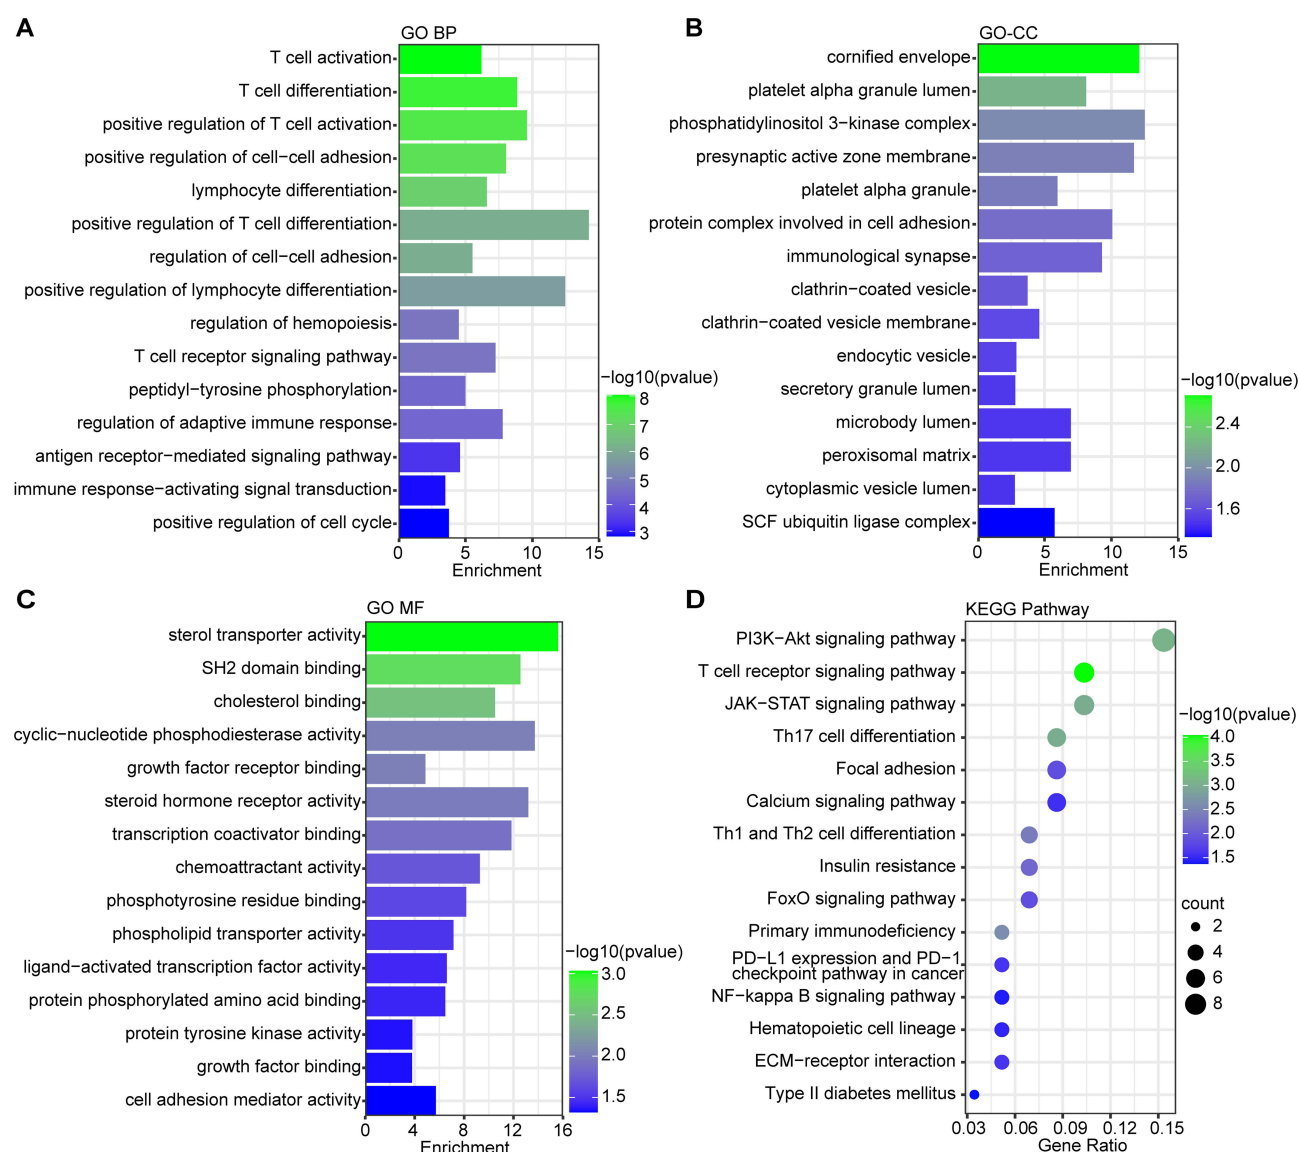 A
GO BP
T cell activation
T cell differentiation
positive regulation of T cell activation
positive regulation of cell−cell adhesion
lymphocyte differentiation
positive regulation of T cell differentiation
regulation of cell−cell adhesion
positive regulation of lymphocyte differentiation
regulation of hemopoiesis
T cell receptor signaling pathway
peptidyl−tyrosine phosphorylation
regulation of adaptive immune response
antigen receptor−mediated signaling pathway
immune response−activating signal transduction
positive regulation of cell cycle
0 5 10 15
Enrichment
−log10(pvalue)
8
7
6
5
4
3
B
GO-CC
cornified envelope
platelet alpha granule lumen
phosphatidylinositol 3−kinase complex
presynaptic active zone membrane
platelet alpha granule
protein complex involved in cell adhesion
immunological synapse
clathrin−coated vesicle
clathrin−coated vesicle membrane
endocytic vesicle
secretory granule lumen
microbody lumen
peroxisomal matrix
cytoplasmic vesicle lumen
SCF ubiquitin ligase complex
0 5 10 15
Enrichment
−log10(pvalue)
2.4
2.0
1.6
C
GO MF
sterol transporter activity
SH2 domain binding
cholesterol binding
cyclic−nucleotide phosphodiesterase activity
growth factor receptor binding
steroid hormone receptor activity
transcription coactivator binding
chemoattractant activity
phosphotyrosine residue binding
phospholipid transporter activity
ligand−activated transcription factor activity
protein phosphorylated amino acid binding
protein tyrosine kinase activity
growth factor binding
cell adhesion mediator activity
0 4 8 12 16
Enrichment
−log10(pvalue)
3.0
2.5
2.0
1.5
D
KEGG Pathway
PI3K−Akt signaling pathway
T cell receptor signaling pathway
JAK−STAT signaling pathway
Th17 cell differentiation
Focal adhesion
Calcium signaling pathway
Th1 and Th2 cell differentiation
Insulin resistance
FoxO signaling pathway
Primary immunodeficiency
PD−L1 expression and PD−1
checkpoint pathway in cancer
NF−kappa B signaling pathway
Hematopoietic cell lineage
ECM−receptor interaction
Type II diabetes mellitus
0.03 0.06 0.09 0.12 0.15
Gene Ratio
−log10(pvalue)
4.0
3.5
3.0
2.5
2.0
1.5
count
2
4
6
8